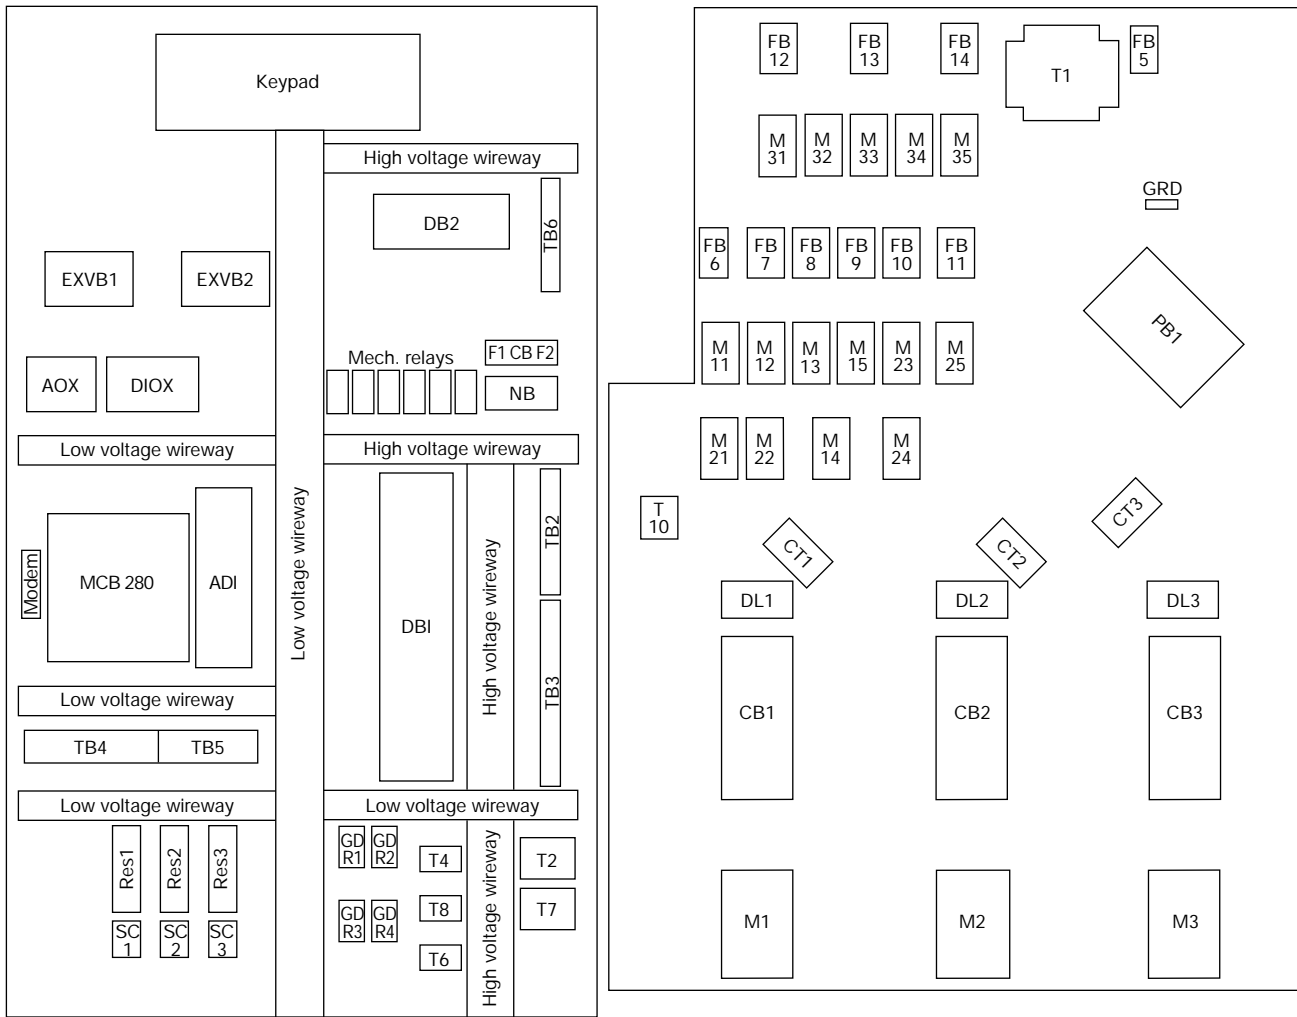 Keypad
High voltage wireway
DB2
TB6
EXVB1
EXVB2
Mech. relays
F1 CB F2
NB
AOX
DIOX
Low voltage wireway
High voltage wireway
Low voltage wireway
High voltage wireway
TB2
TB3
Modem
MCB 280
ADI
DBI
Low voltage wireway
TB4
TB5
Low voltage wireway
Low voltage wireway
Res1
Res2
Res3
SC
1
SC
2
SC
3
GD
R1
GD
R2
GD
R3
GD
R4
T4
T8
T6
High voltage wireway
T2
T7
FB
12
FB
13
FB
14
T1
FB
5
M
31
M
32
M
33
M
34
M
35
GRD
FB
6
FB
7
FB
8
FB
9
FB
10
FB
11
PB1
M
11
M
12
M
13
M
15
M
23
M
25
M
21
M
22
M
14
M
24
T
10
CT1
CT2
CT3
DL1
DL2
DL3
CB1
CB2
CB3
M1
M2
M3